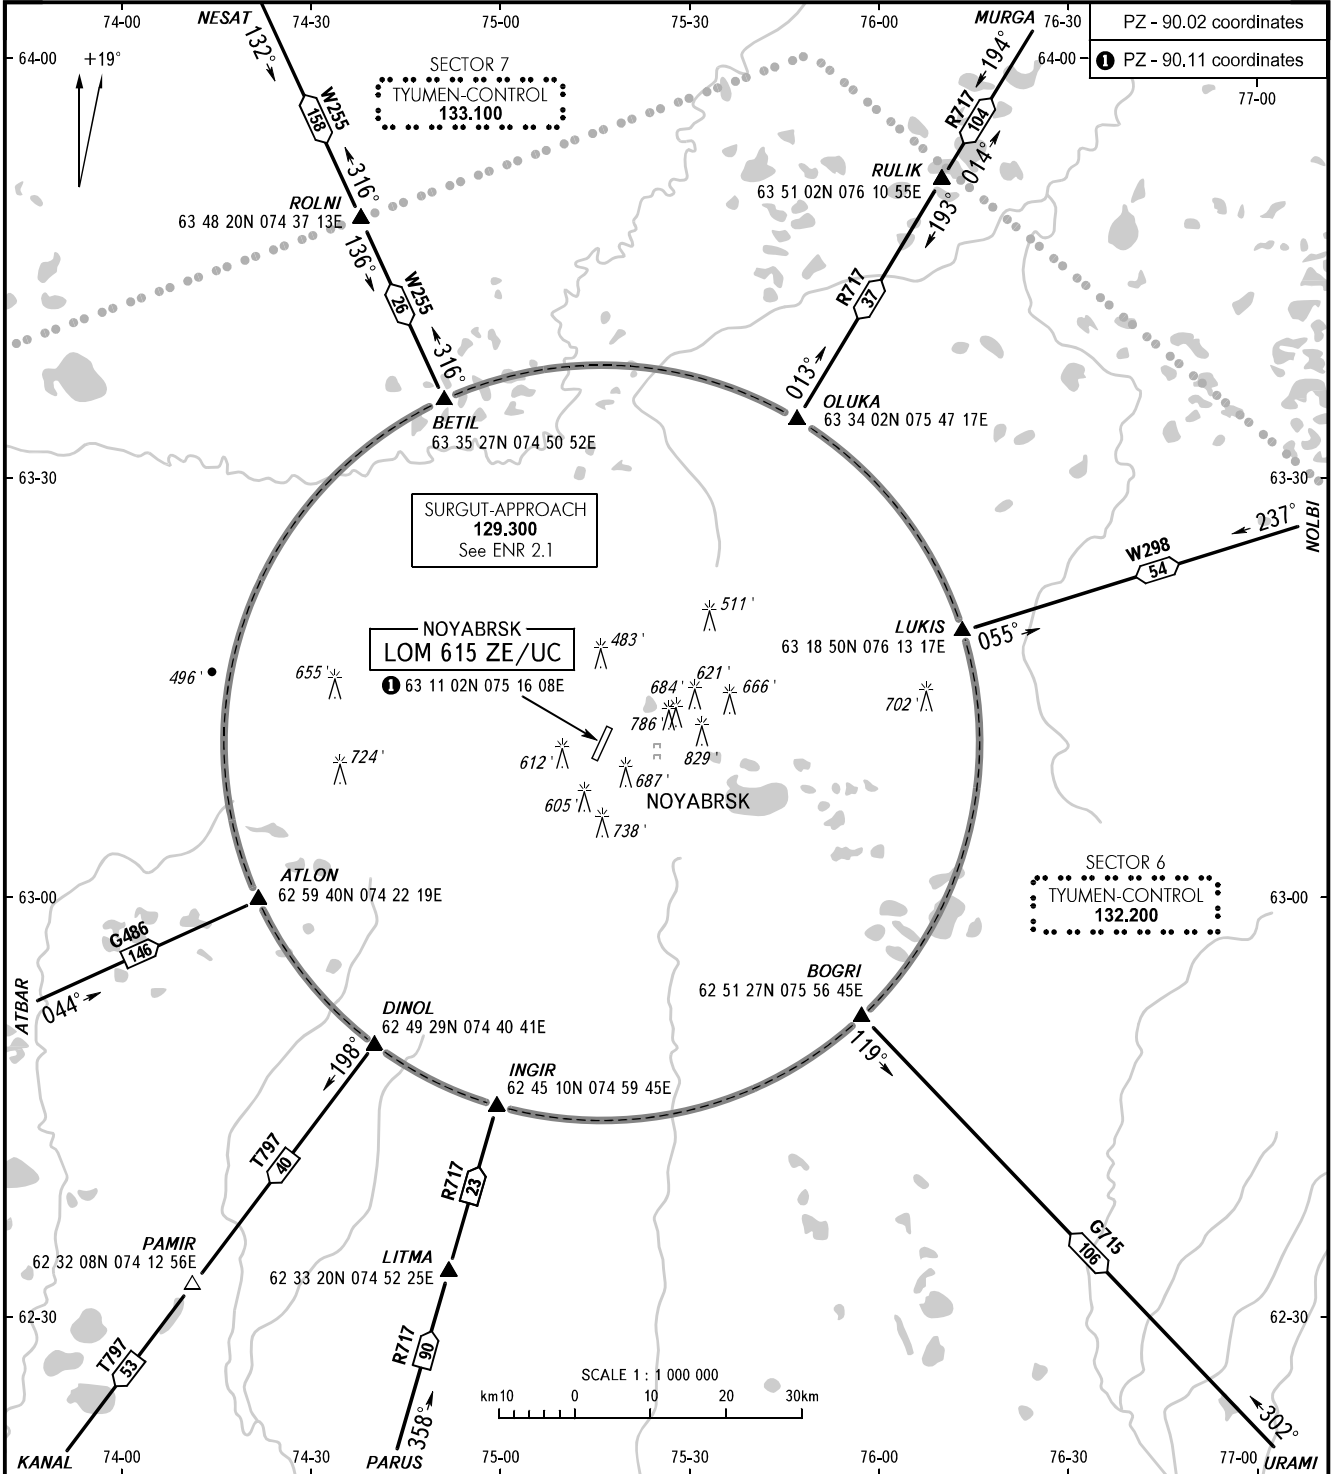 74-00
NESAT
74-30
75-00
75-30
76-00
MURGA
76-30
PZ - 90.02 coordinates
64-00
+19°
132°
SECTOR 7
TYUMEN-CONTROL
133.100
194°
64-00
1 PZ - 90.11 coordinates
77-00
W255
158
R717
104
014°
316°
RULIK
63 51 02N 076 10 55E
ROLNI
63 48 20N 074 37 13E
193°
136°
W255
26
R717
37
316°
013°
BETIL
63 35 27N 074 50 52E
OLUKA
63 34 02N 075 47 17E
63-30
63-30
SURGUT-APPROACH
129.300
See ENR 2.1
237°
NOLBI
W298
54
511'
NOYABRSK
LOM 615 ZE/UC
1 63 11 02N 075 16 08E
483'
LUKIS
63 18 50N 076 13 17E
055°
496'
655'
621'
684'
666'
702'
786'
829'
724'
612'
687'
605'
NOYABRSK
738'
SECTOR 6
TYUMEN-CONTROL
132.200
ATLON
62 59 40N 074 22 19E
63-00
63-00
G486
146
ATBAR
044°
BOGRI
62 51 27N 075 56 45E
DINOL
62 49 29N 074 40 41E
198°
119°
INGIR
62 45 10N 074 59 45E
T797
40
R717
23
G715
106
PAMIR
62 32 08N 074 12 56E
LITMA
62 33 20N 074 52 25E
62-30
62-30
T797
53
R717
90
SCALE 1 : 1 000 000
km10 0 10 20 30km
358°
302°
KANAL
74-00
74-30
PARUS
75-00
75-30
76-00
76-30
77-00
URAMI